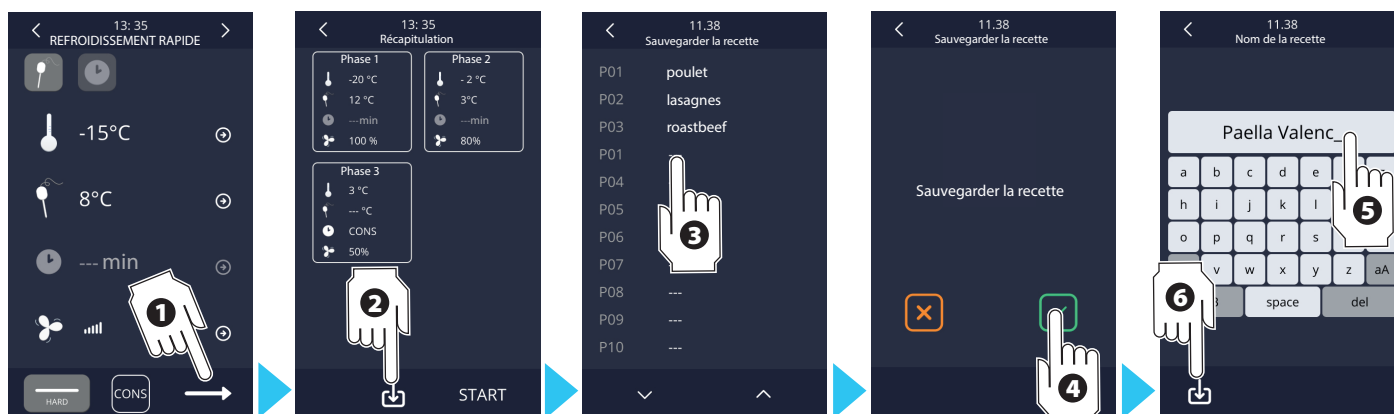 13: 35
REFROIDISSEMENT RAPIDE
-15°C
8°C
--- min
1
HARD
CONS
13: 35
Récapitulation
Phase 1
-20 °C
12 °C
---min
100 %
Phase 2
- 2 °C
3°C
---min
80%
Phase 3
3 °C
--- °C
CONS
50%
2
START
11.38
Sauvegarder la recette
P01 poulet
P02 lasagnes
P03 roastbeef
P01
P04
P05
P06
P07
P08 ---
P09 ---
P10 ---
3
11.38
Sauvegarder la recette
Sauvegarder la recette
4
11.38
Nom de la recette
Paella Valenc_
a b c d e
h i j k l
5
o p q r s
v w x y z aA
space del
6